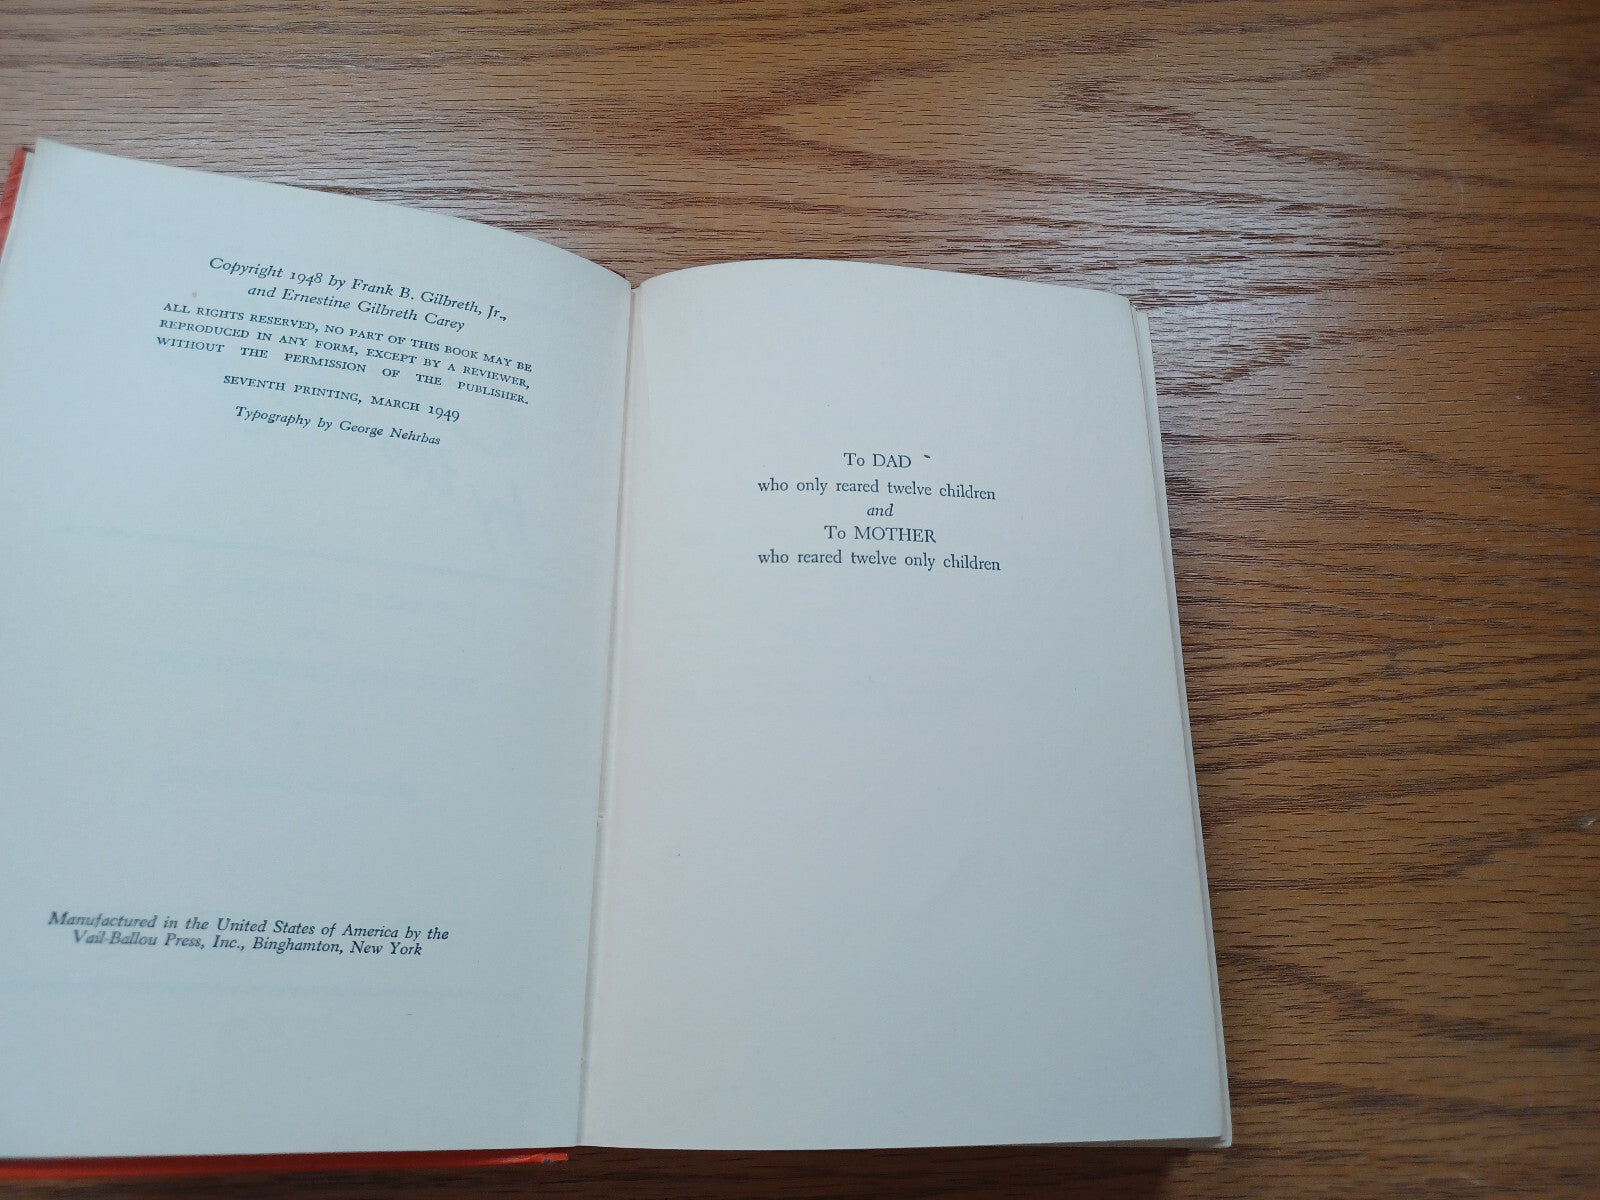 Copyright 1948 by Frank B. Gilbreth, Jr.,
and Ernestine Gilbreth Carey
ALL RIGHTS RESERVED, NO PART OF THIS BOOK MAY BE
REPRODUCED IN ANY FORM, EXCEPT BY A REVIEWER,
WITHOUT THE PERMISSION OF THE PUBLISHER.
SEVENTH PRINTING, MARCH 1949
Typography by George Nehrbas
Manufactured in the United States of America by the
Vail-Ballou Press, Inc., Binghamton, New York
To DAD
who only reared twelve children
and
To MOTHER
who reared twelve only children